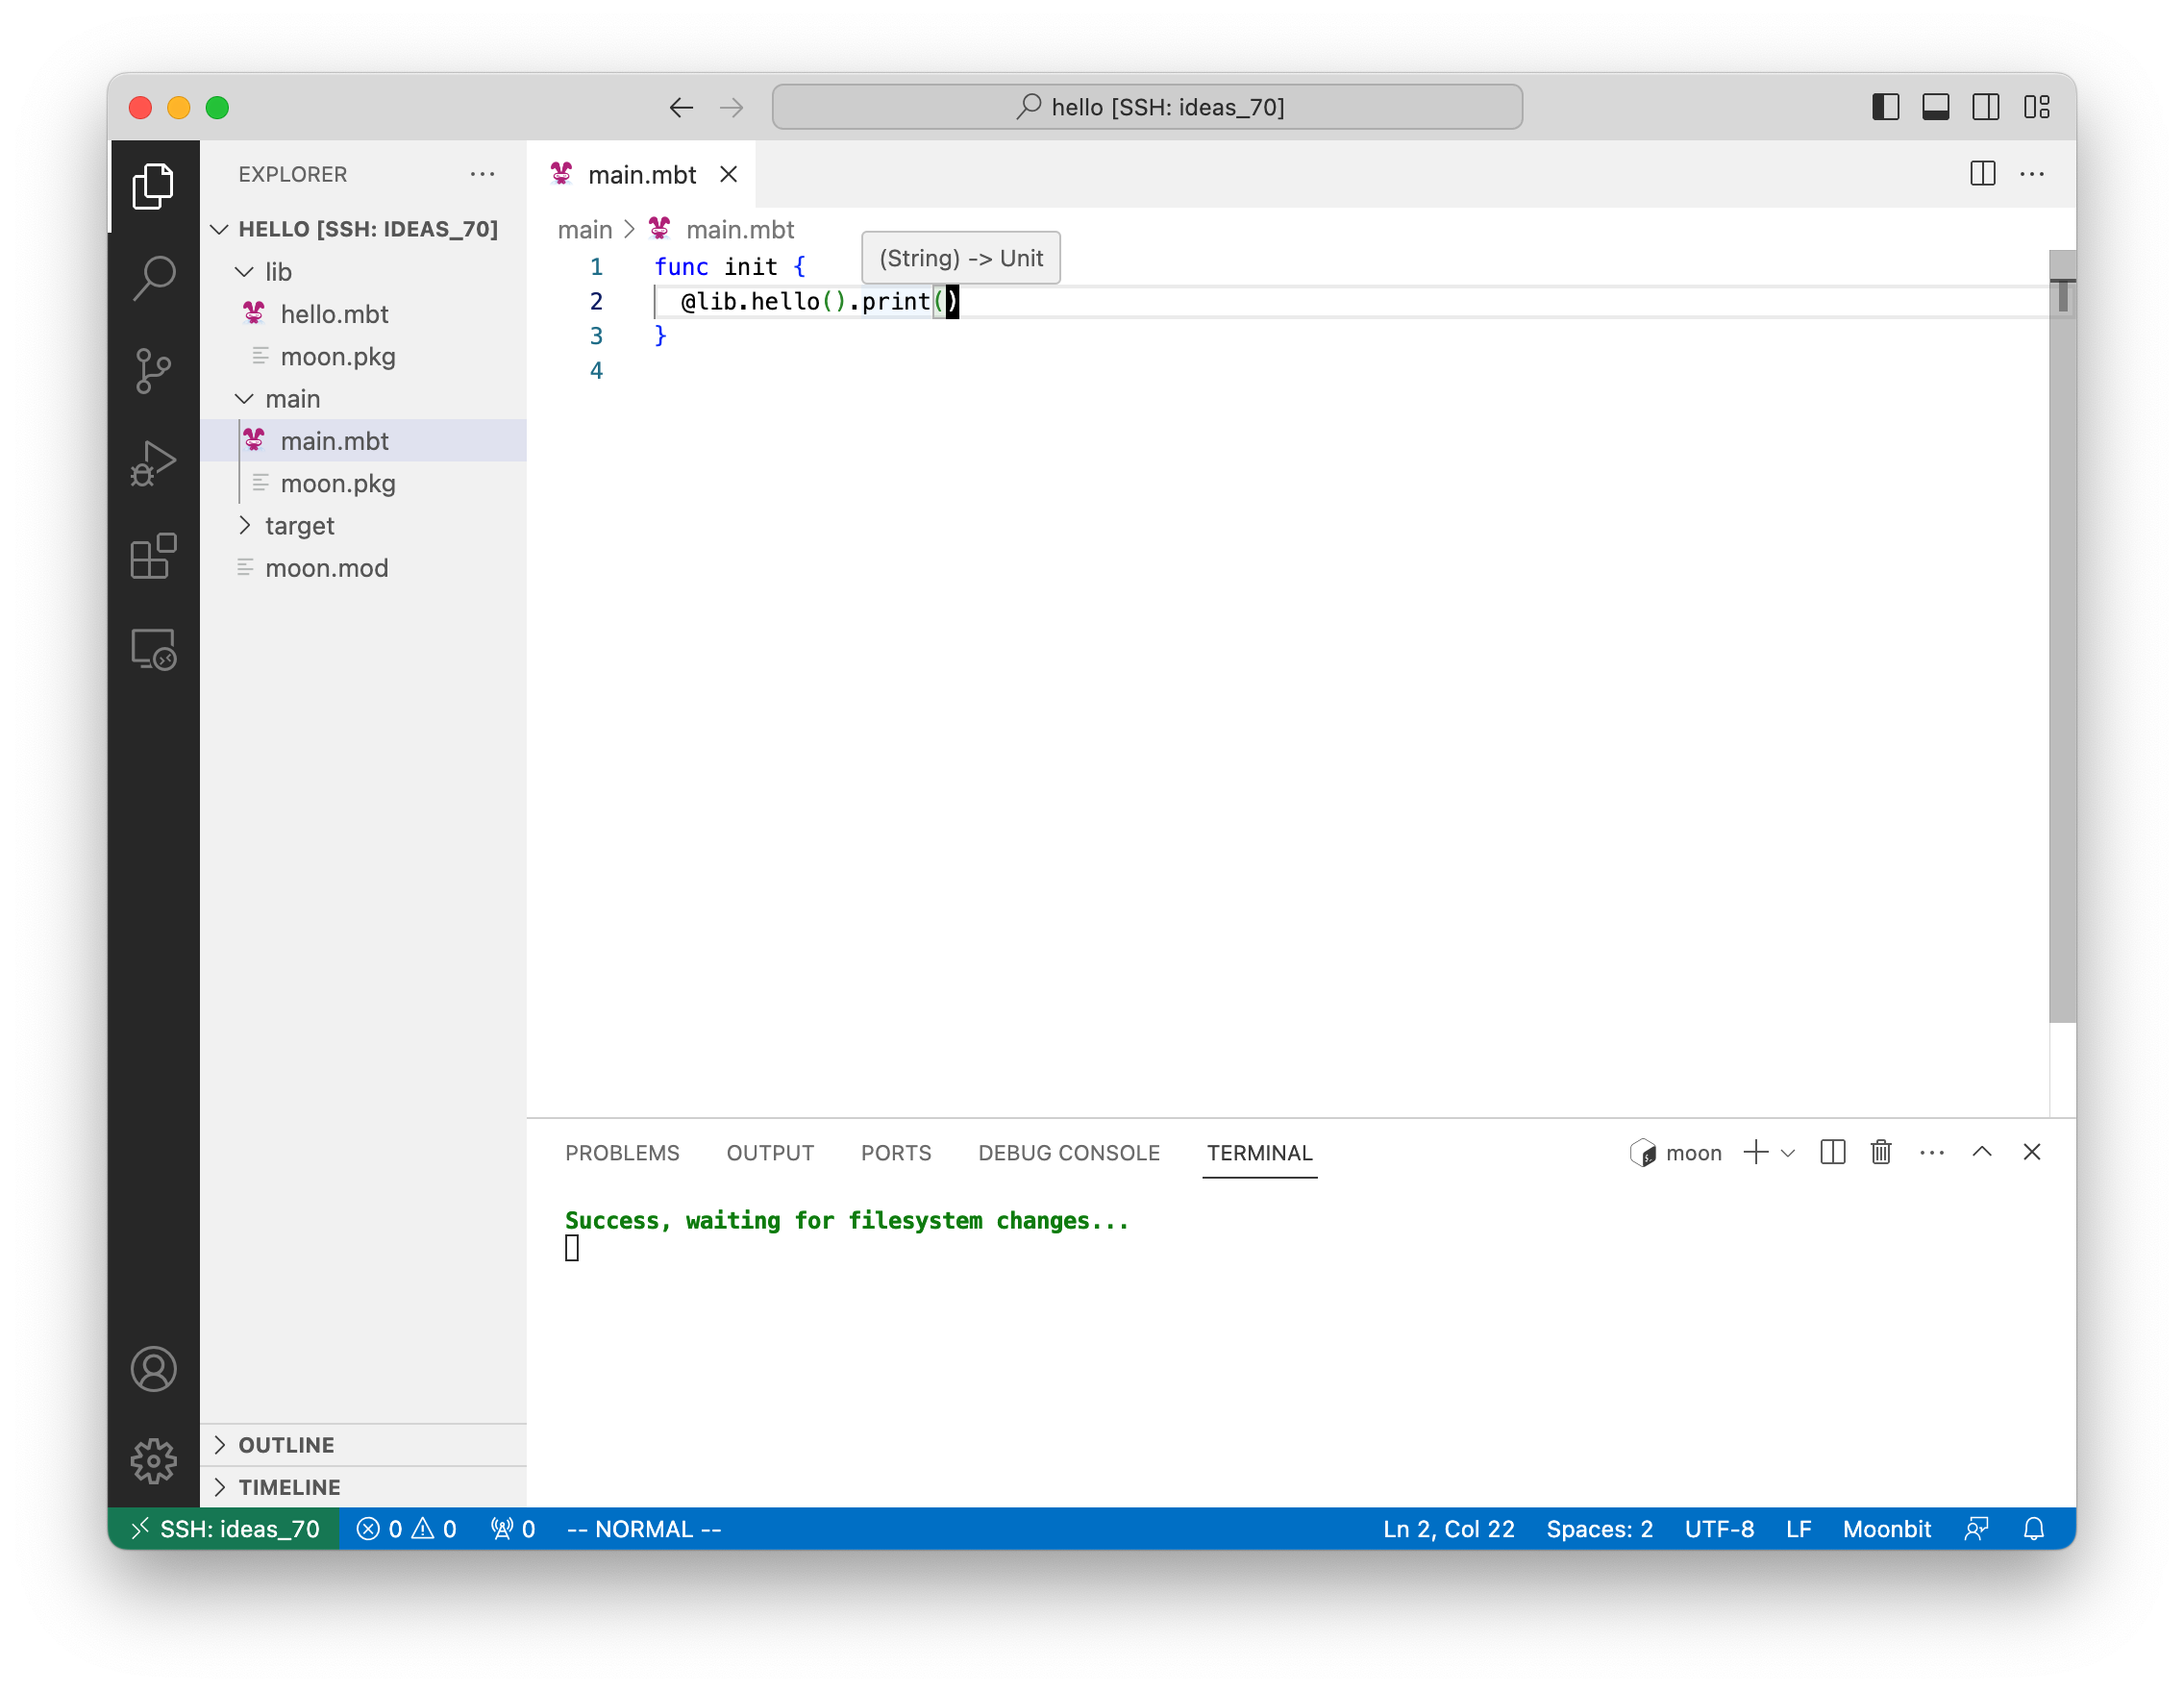 hello [SSH: ideas_70]
EXPLORER
HELLO [SSH: IDEAS_70]
lib
hello.mbt
moon.pkg
main
main.mbt
moon.pkg
target
moon.mod
OUTLINE
TIMELINE
main.mbt
main > main.mbt
(String) -> Unit
1 func init {
2 @lib.hello().print()
3 }
4
PROBLEMS OUTPUT PORTS DEBUG CONSOLE TERMINAL moon
Success, waiting for filesystem changes...
SSH: ideas_70 0 0 0 -- NORMAL -- Ln 2, Col 22 Spaces: 2 UTF-8 LF Moonbit